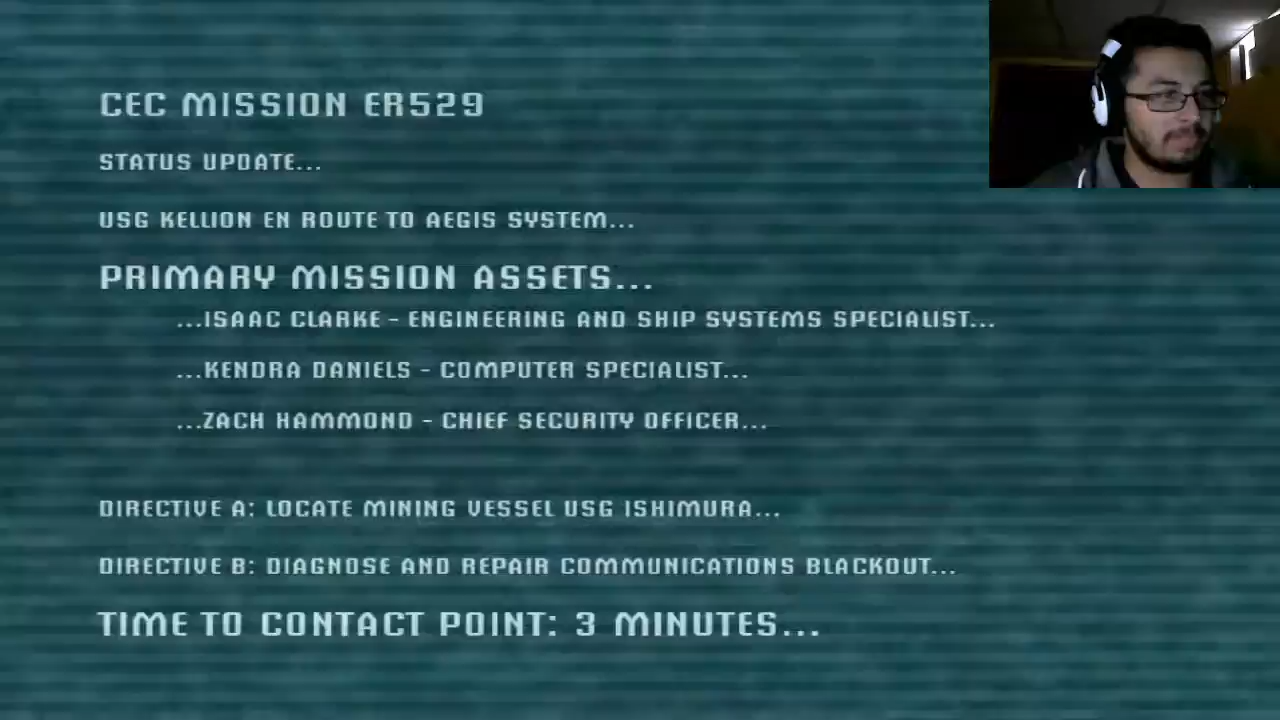 CEC MISSION ER529
STATUS UPDATE...
USG KELLION EN ROUTE TO AEGIS SYSTEM...
PRIMARY MISSION ASSETS...
...ISAAC CLARKE - ENGINEERING AND SHIP SYSTEMS SPECIALIST...
...KENDRA DANIELS - COMPUTER SPECIALIST...
...ZACH HAMMOND - CHIEF SECURITY OFFICER...
DIRECTIVE A: LOCATE MINING VESSEL USG ISHIMURA...
DIRECTIVE B: DIAGNOSE AND REPAIR COMMUNICATIONS BLACKOUT...
TIME TO CONTACT POINT: 3 MINUTES...